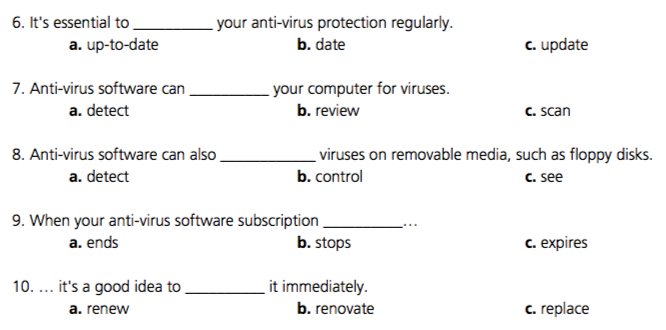 6. It's essential to __________ your anti-virus protection regularly.
a. up-to-date b. date c. update
7. Anti-virus software can __________ your computer for viruses.
a. detect b. review c. scan
8. Anti-virus software can also ____________ viruses on removable media, such as floppy disks.
a. detect b. control c. see
9. When your anti-virus software subscription __________...
a. ends b. stops c. expires
10. ... it's a good idea to __________ it immediately.
a. renew b. renovate c. replace